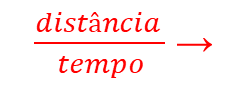 distância
tempo →